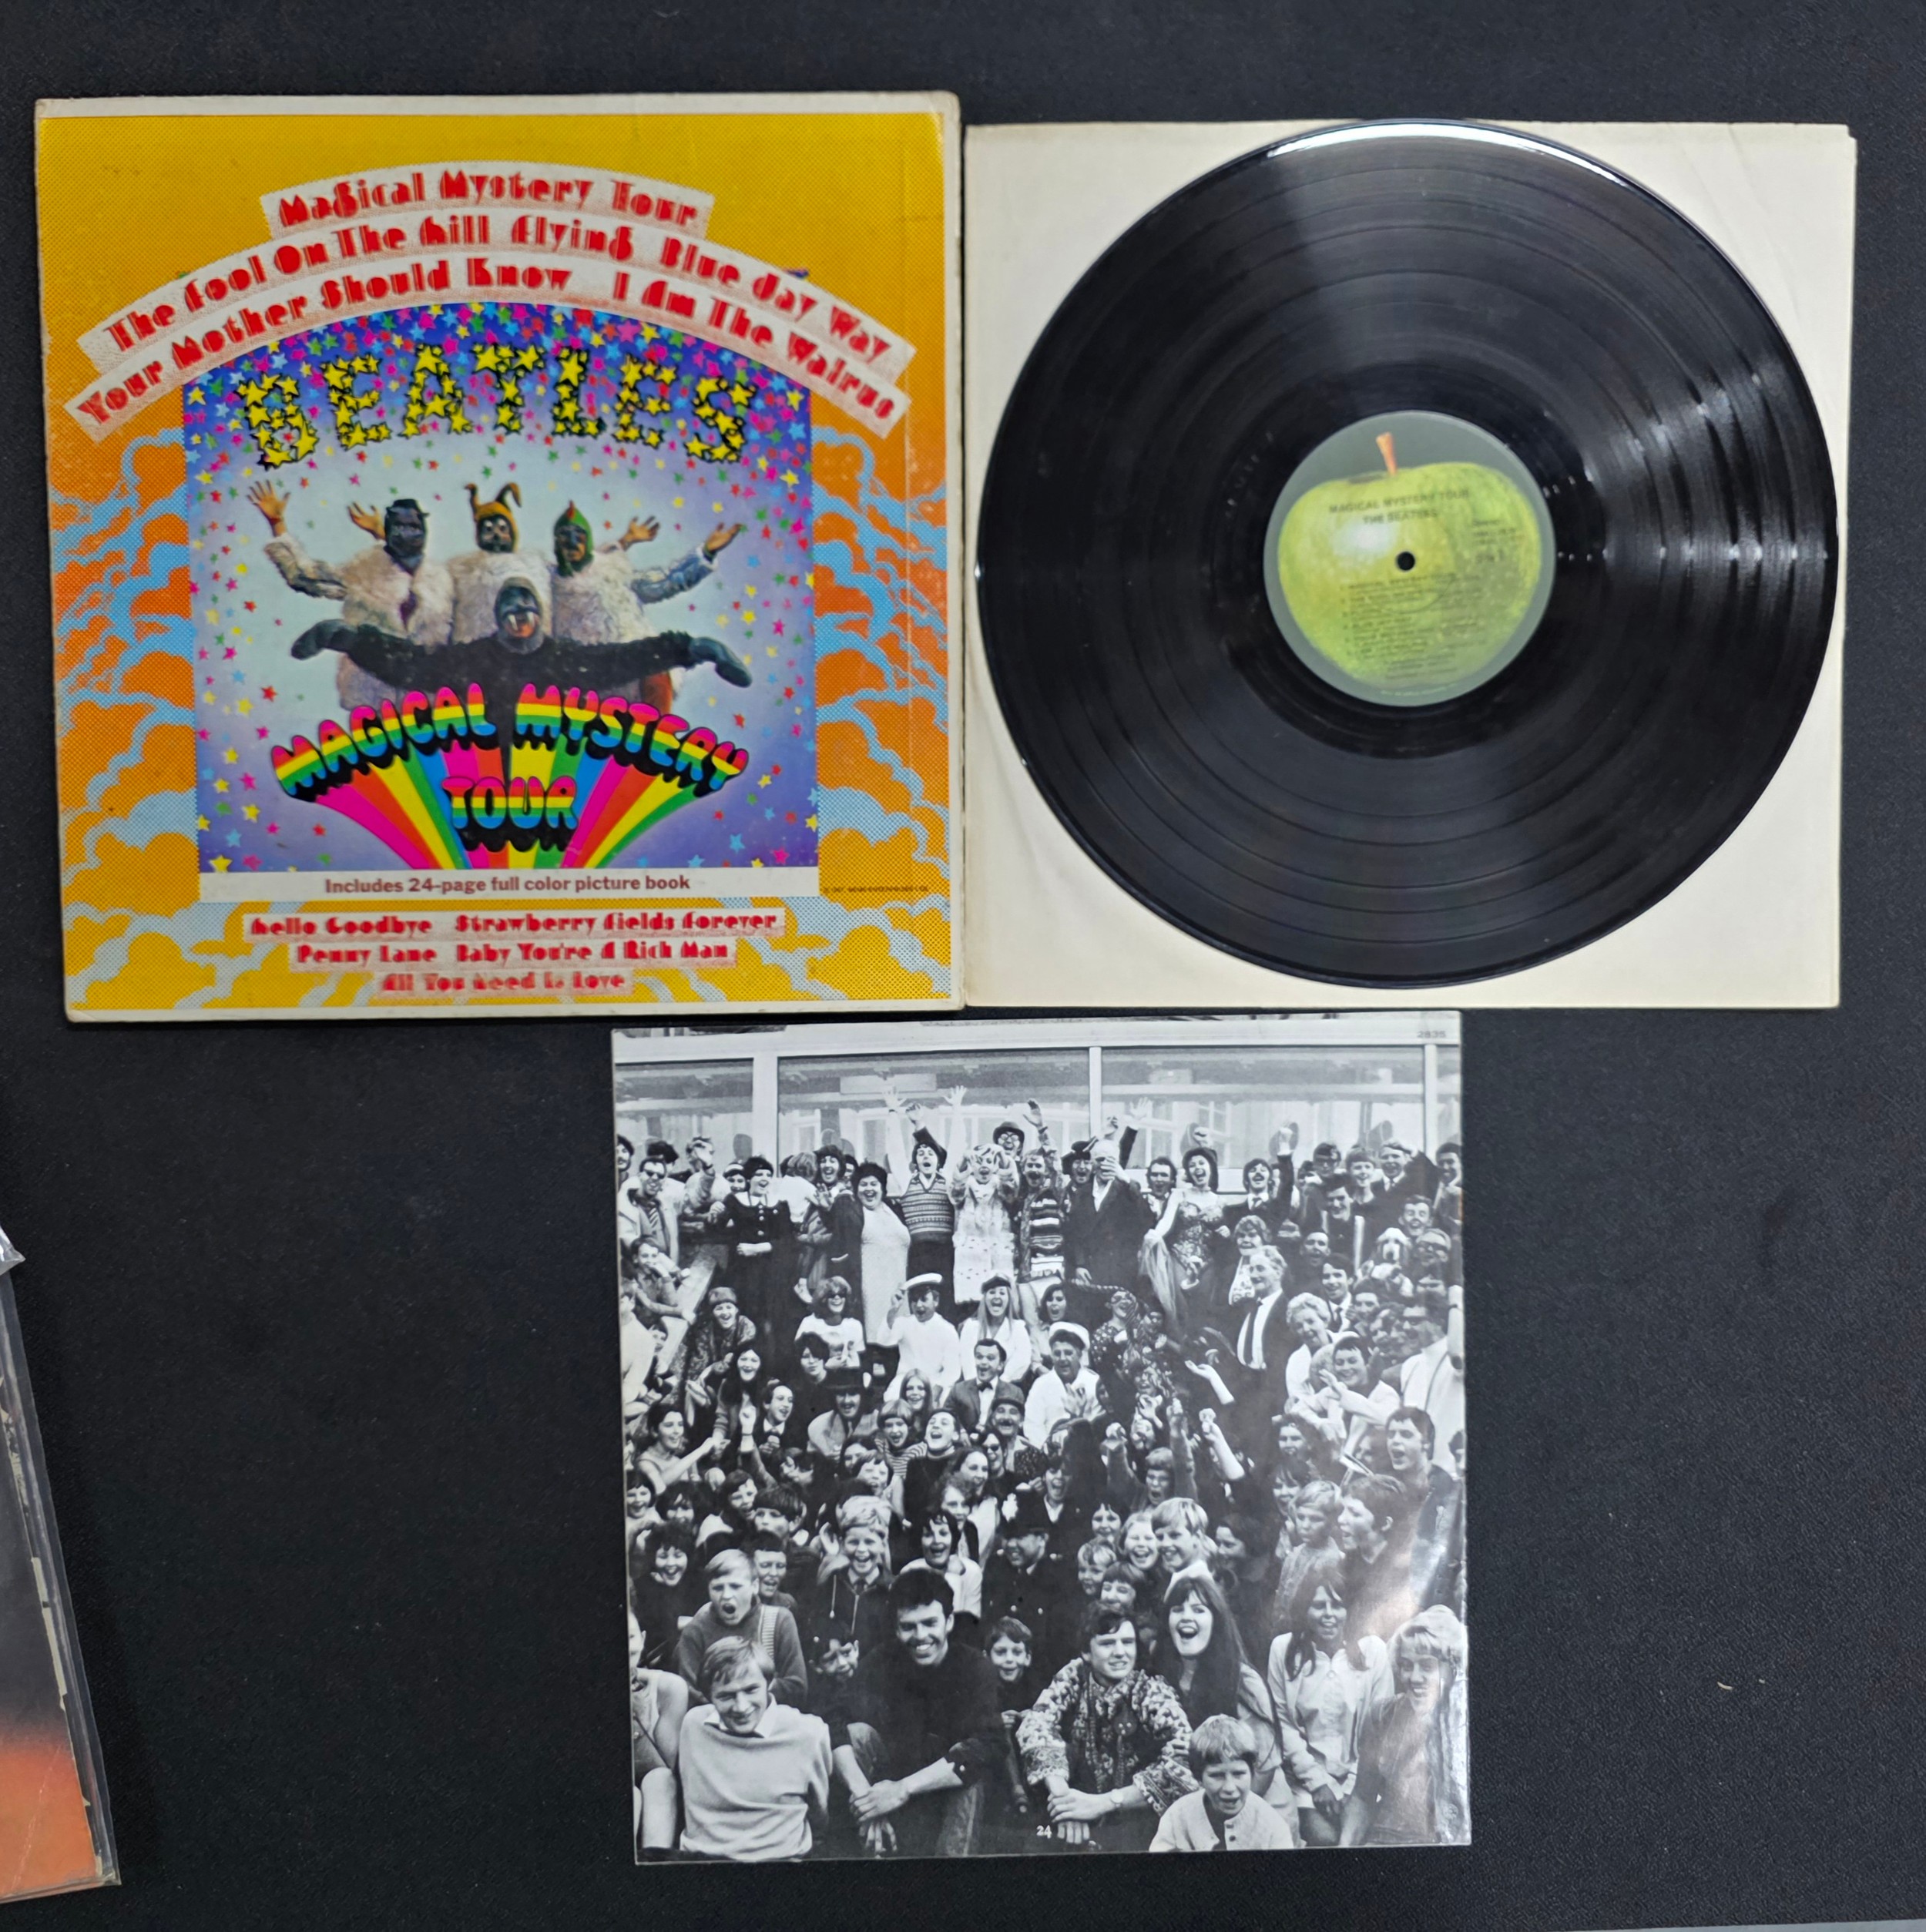 Magical Mystery Tour
The Fool On The Hill Flying Blue Jay Way
Your Mother Should Know I Am The Walrus
BEATLES
MAGICAL MYSTERY
TOUR
Includes 24-page full color picture book
Hello Goodbye Strawberry Fields Forever
Penny Lane Baby You're A Rich Man
All You Need Is Love
MAGICAL MYSTERY TOUR
THE BEATLES
2835
24